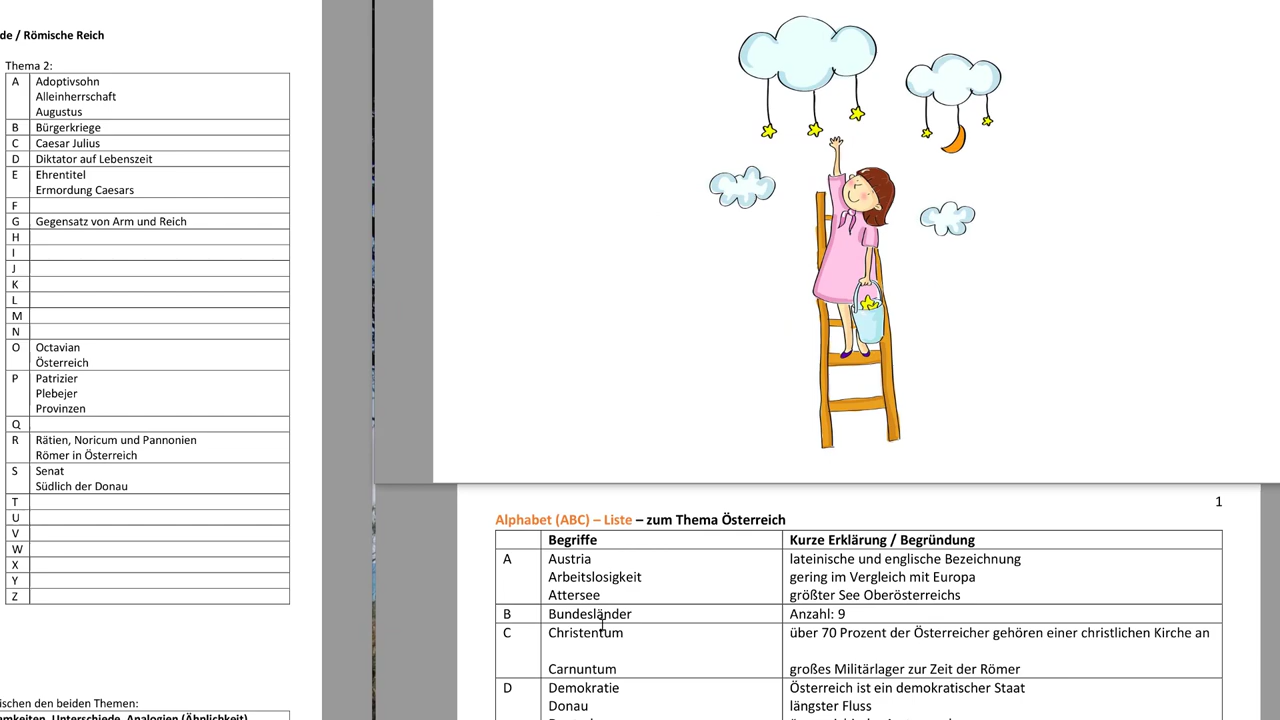 de / Römische Reich
Thema 2:
A Adoptivsohn
Alleinherrschaft
Augustus
B Bürgerkriege
C Caesar Julius
D Diktator auf Lebenszeit
E Ehrentitel
Ermordung Caesars
F
G Gegensatz von Arm und Reich
H
I
J
K
L
M
N
O Octavian
Österreich
P Patrizier
Plebejer
Provinzen
Q
R Rätien, Noricum und Pannonien
Römer in Österreich
S Senat
Südlich der Donau
T
U
V
W
X
Y
Z
ischen den beiden Themen:
amkeiten, Unterschiede, Analogien (Ähnlichkeit)
1
Alphabet (ABC) – Liste – zum Thema Österreich
Begriffe Kurze Erklärung / Begründung
A Austria lateinische und englische Bezeichnung
Arbeitslosigkeit gering im Vergleich mit Europa
Attersee größter See Oberösterreichs
B Bundesländer Anzahl: 9
C Christentum über 70 Prozent der Österreicher gehören einer christlichen Kirche an
Carnuntum großes Militärlager zur Zeit der Römer
D Demokratie Österreich ist ein demokratischer Staat
Donau längster Fluss